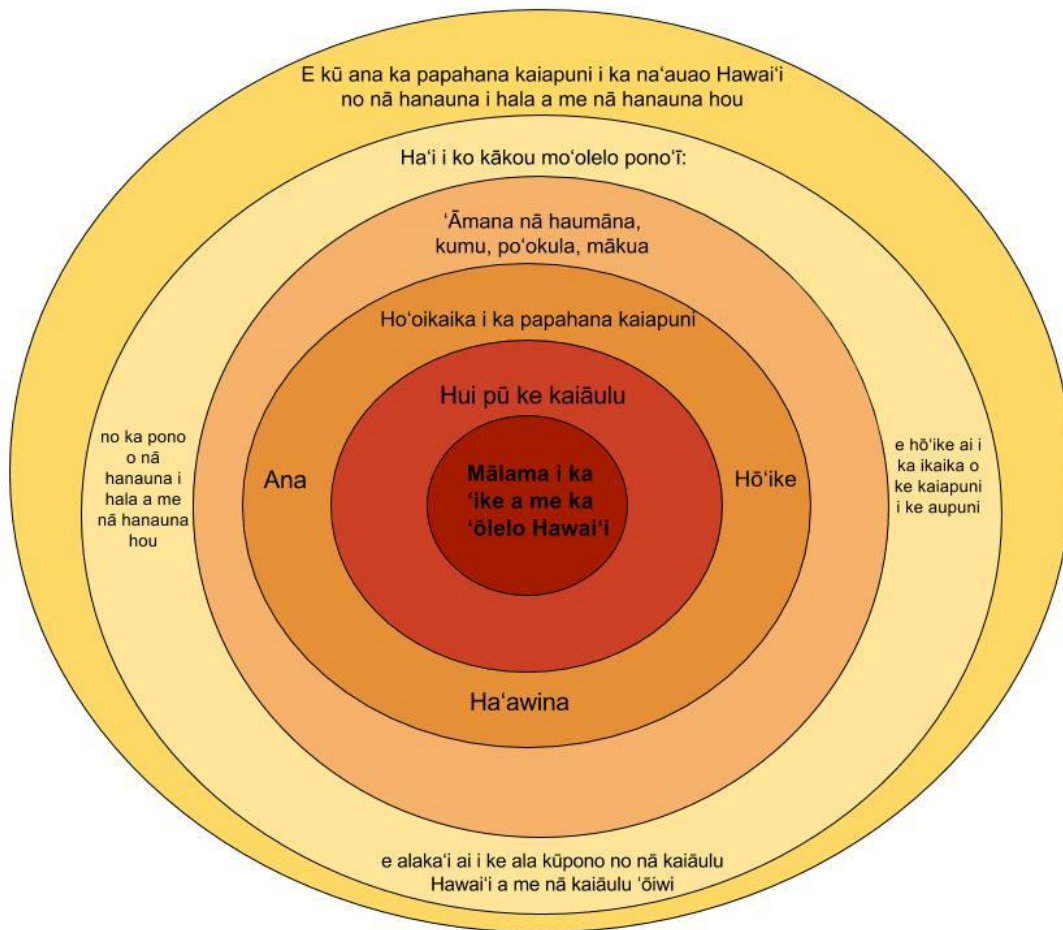 E kū ana ka papahana kaiapuni i ka naʻauao Hawaiʻi
no nā hanauna i hala a me nā hanauna hou
Haʻi i ko kākou moʻolelo ponoʻī:
ʻĀmana nā haumāna,
kumu, poʻokula, mākua
Hoʻoikaika i ka papahana kaiapuni
Hui pū ke kaiāulu
no ka pono
o nā
hanauna i
hala a me
nā hanauna
hou
Ana
Mālama i ka
ʻike a me ka
ʻōlelo Hawaiʻi
Hōʻike
e hōʻike ai i
ka ikaika o
ke kaiapuni
i ke aupuni
Haʻawina
e alakaʻi ai i ke ala kūpono no nā kaiāulu
Hawaiʻi a me nā kaiāulu ʻōiwi